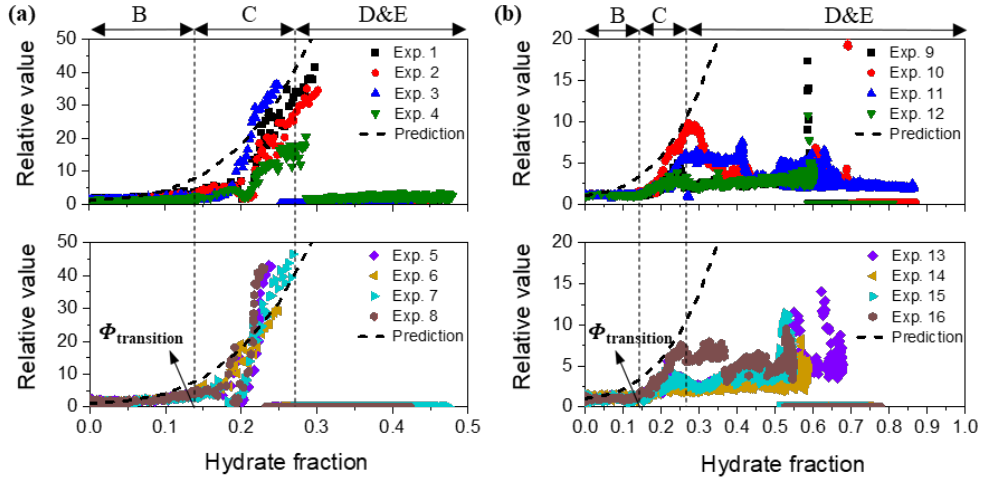 (a)
B C D&E
Relative value
50
40
30
20
10
0
Exp. 1
Exp. 2
Exp. 3
Exp. 4
Prediction
Relative value
50
40
30
20
10
0
Exp. 5
Exp. 6
Exp. 7
Exp. 8
Prediction
Φtransition
0.0 0.1 0.2 0.3 0.4 0.5
Hydrate fraction
(b)
B C D&E
Relative value
20
15
10
5
0
Exp. 9
Exp. 10
Exp. 11
Exp. 12
Prediction
Relative value
20
15
10
5
0
Exp. 13
Exp. 14
Exp. 15
Exp. 16
Prediction
Φtransition
0.0 0.1 0.2 0.3 0.4 0.5 0.6 0.7 0.8 0.9 1.0
Hydrate fraction